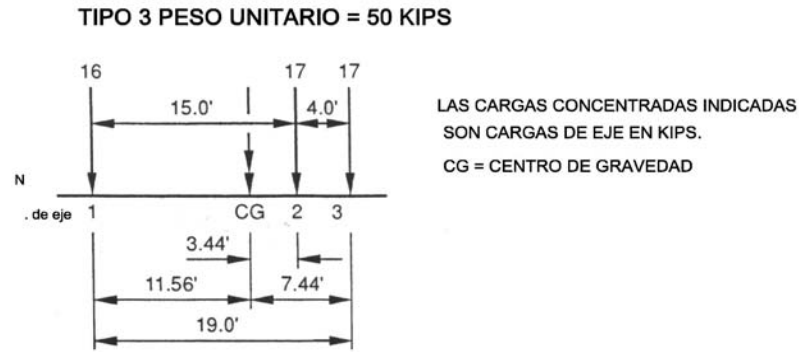 TIPO 3 PESO UNITARIO = 50 KIPS
16 17 17
15.0' 4.0'
LAS CARGAS CONCENTRADAS INDICADAS
SON CARGAS DE EJE EN KIPS.
CG = CENTRO DE GRAVEDAD
N
. de eje 1 CG 2 3
3.44'
11.56' 7.44'
19.0'